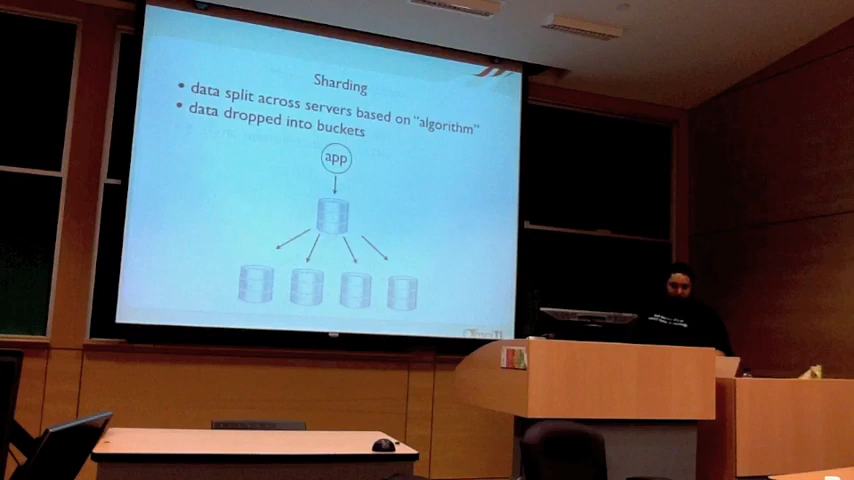 Sharding
• data split across servers based on "algorithm"
• data dropped into buckets
app